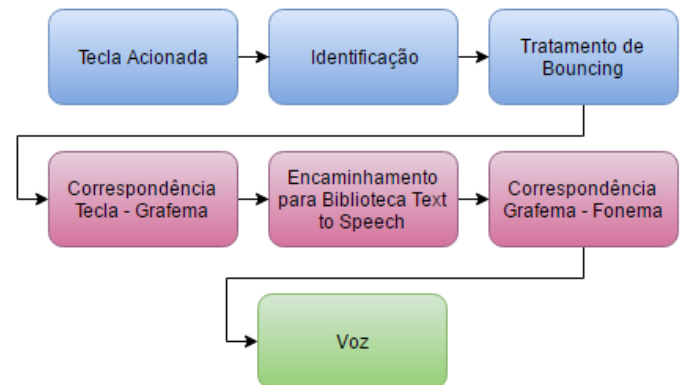 Tecla Acionada
Identificação
Tratamento de
Bouncing
Correspondência
Tecla - Grafema
Encaminhamento
para Biblioteca Text
to Speech
Correspondência
Grafema - Fonema
Voz